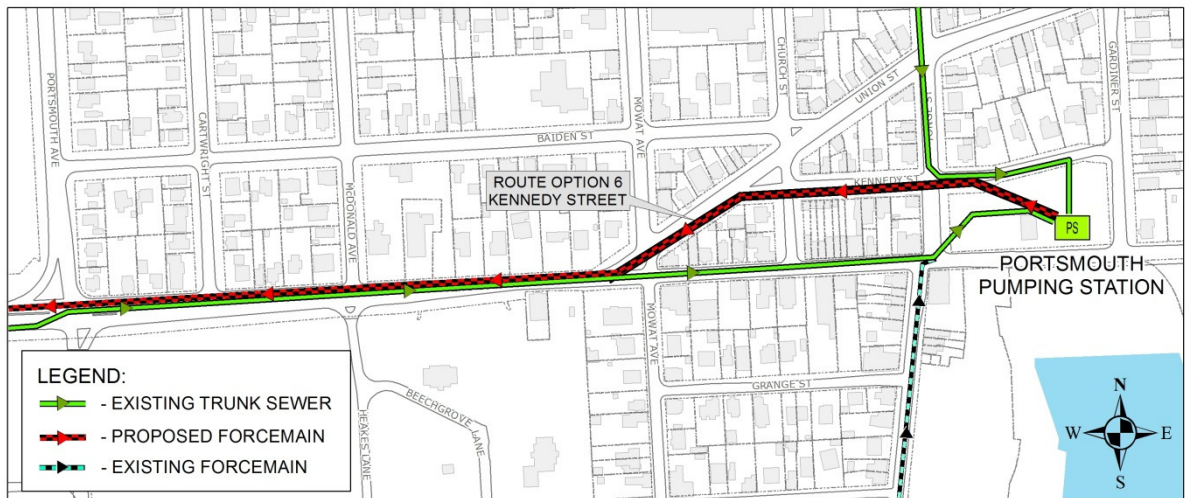 PORTSMOUTH AVE
CARTWRIGHT ST
McDONALD AVE
BAIDEN ST
MOWAT AVE
CHURCH ST
UNION ST
GARDINER ST
KENNEDY ST
ROUTE OPTION 6
KENNEDY STREET
PS
PORTSMOUTH
PUMPING STATION
MOWAT AVE
GRANGE ST
BEECHGROVE LANE
HEAKES LANE
LEGEND:
- EXISTING TRUNK SEWER
- PROPOSED FORCEMAIN
- EXISTING FORCEMAIN
N
W E
S